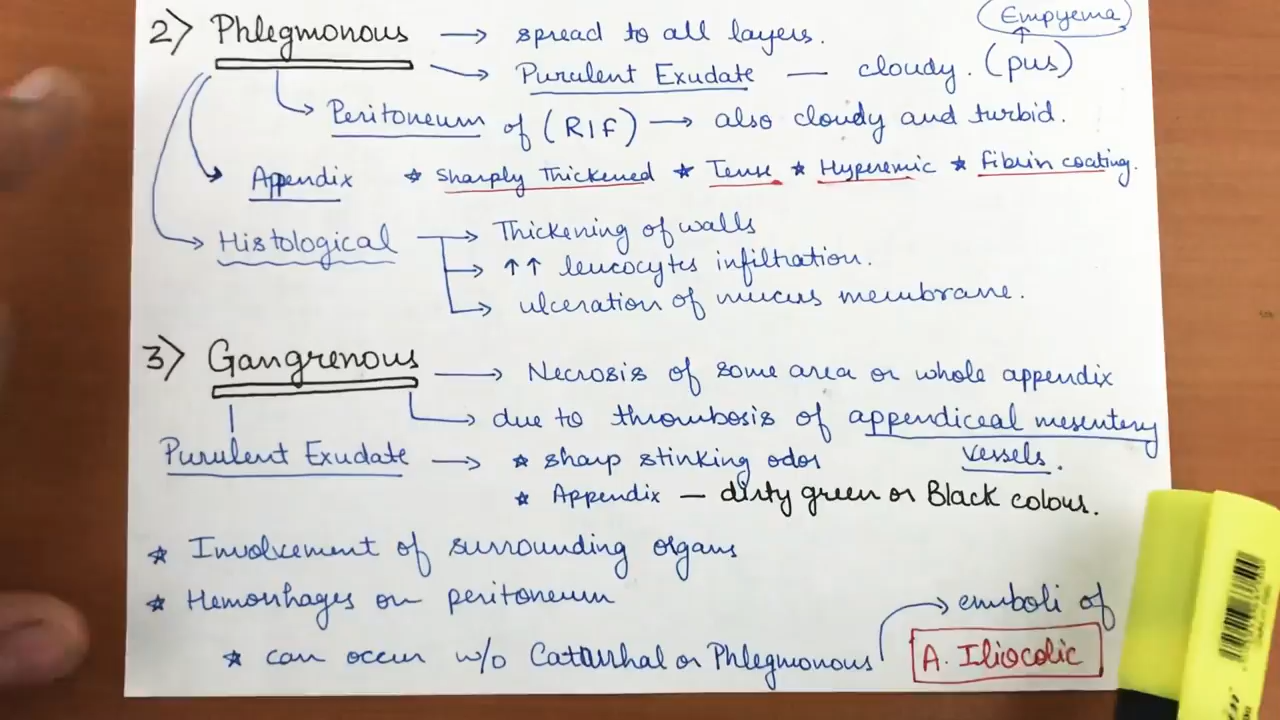 Empyema
2) Phlegmonous → spread to all layers.
→ Purulent Exudate — cloudy. (pus)
→ Peritoneum of (RIF) → also cloudy and turbid.
→ Appendix * Sharply Thickened * Tense * Hyperemic * fibrin coating.
→ Histological → Thickening of walls
→ ↑↑ leucocytes infiltration.
→ ulceration of mucus membrane.
3) Gangrenous → Necrosis of some area or whole appendix
→ due to thrombosis of appendiceal mesentery
vessels.
Purulent Exudate → * sharp stinking odor
* Appendix — dirty green or Black colour.
* Involvement of surrounding organs
* Hemorrhages on peritoneum
→ emboli of
* can occur w/o Catarrhal or Phlegmonous
A. Iliocolic